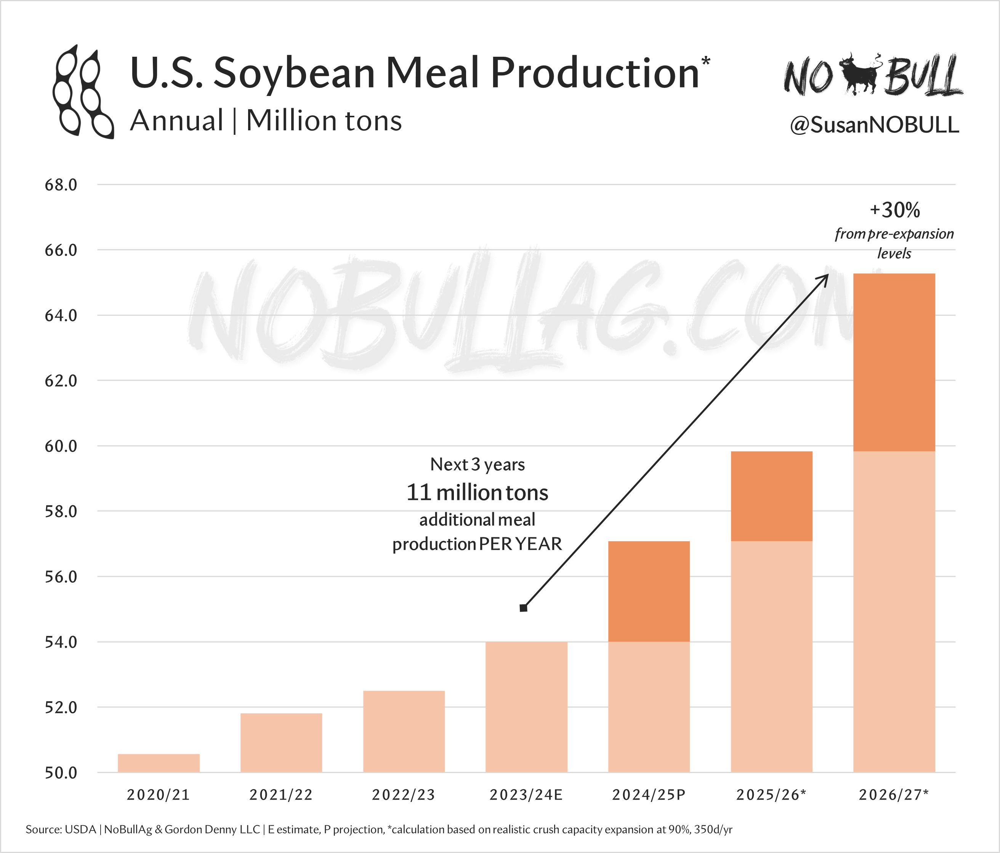 U.S. Soybean Meal Production*
Annual | Million tons
NO BULL
@SusanNOBULL
68.0
66.0
64.0
62.0
60.0
58.0
56.0
54.0
52.0
50.0
NOBULLAG.COM
+30%
from pre-expansion
levels
Next 3 years
11 million tons
additional meal
production PER YEAR
2020/21
2021/22
2022/23
2023/24E
2024/25P
2025/26*
2026/27*
Source: USDA | NoBullAg & Gordon Denny LLC | E estimate, P projection, *calculation based on realistic crush capacity expansion at 90%, 350d/yr